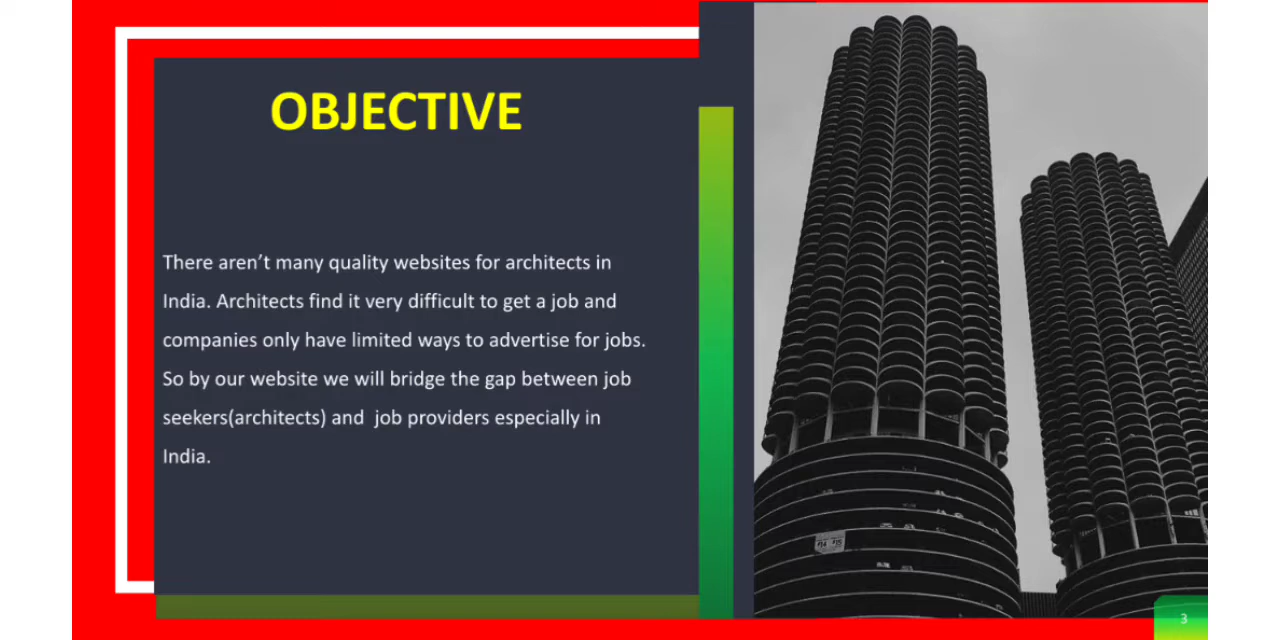 OBJECTIVE
There aren’t many quality websites for architects in
India. Architects find it very difficult to get a job and
companies only have limited ways to advertise for jobs.
So by our website we will bridge the gap between job
seekers(architects) and  job providers especially in
India.
3